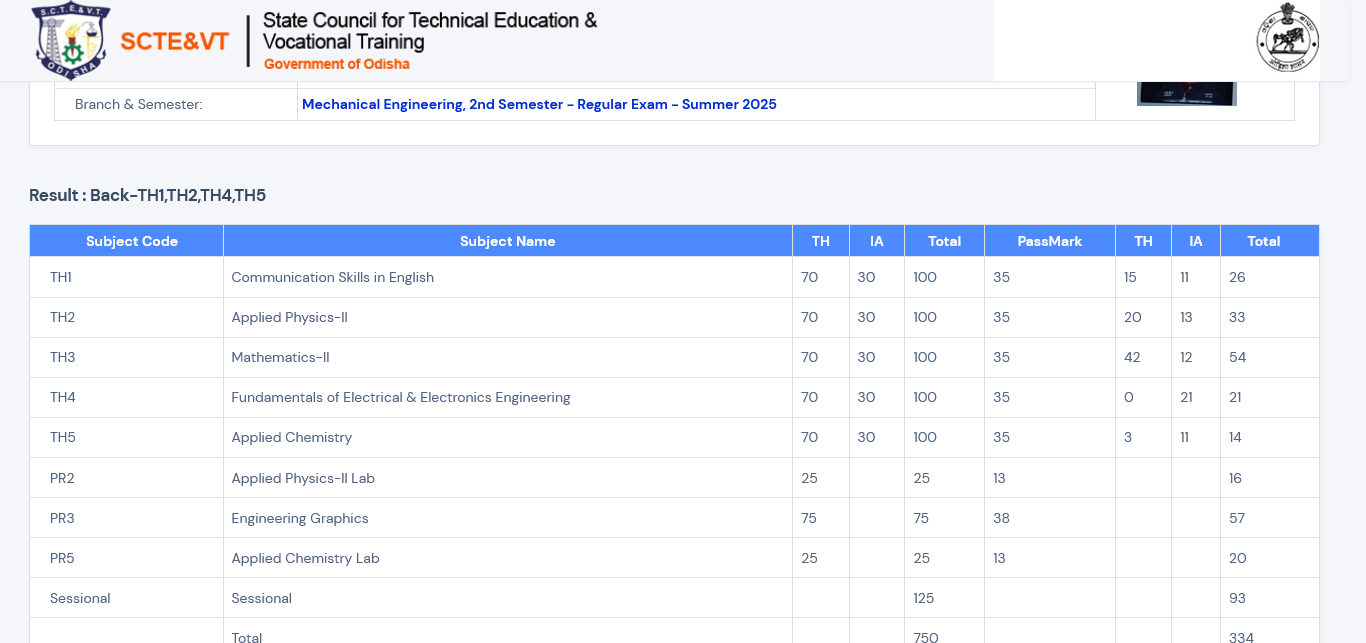 S.C.T.E.&V.T.
ODISHA
SCTE&VT
State Council for Technical Education &
Vocational Training
Government of Odisha
Branch & Semester: Mechanical Engineering, 2nd Semester - Regular Exam - Summer 2025
Result : Back-TH1,TH2,TH4,TH5
Subject Code Subject Name TH IA Total PassMark TH IA Total
TH1 Communication Skills in English 70 30 100 35 15 11 26
TH2 Applied Physics-II 70 30 100 35 20 13 33
TH3 Mathematics-II 70 30 100 35 42 12 54
TH4 Fundamentals of Electrical & Electronics Engineering 70 30 100 35 0 21 21
TH5 Applied Chemistry 70 30 100 35 3 11 14
PR2 Applied Physics-II Lab 25 25 13 16
PR3 Engineering Graphics 75 75 38 57
PR5 Applied Chemistry Lab 25 25 13 20
Sessional Sessional 125 93
Total 750 334